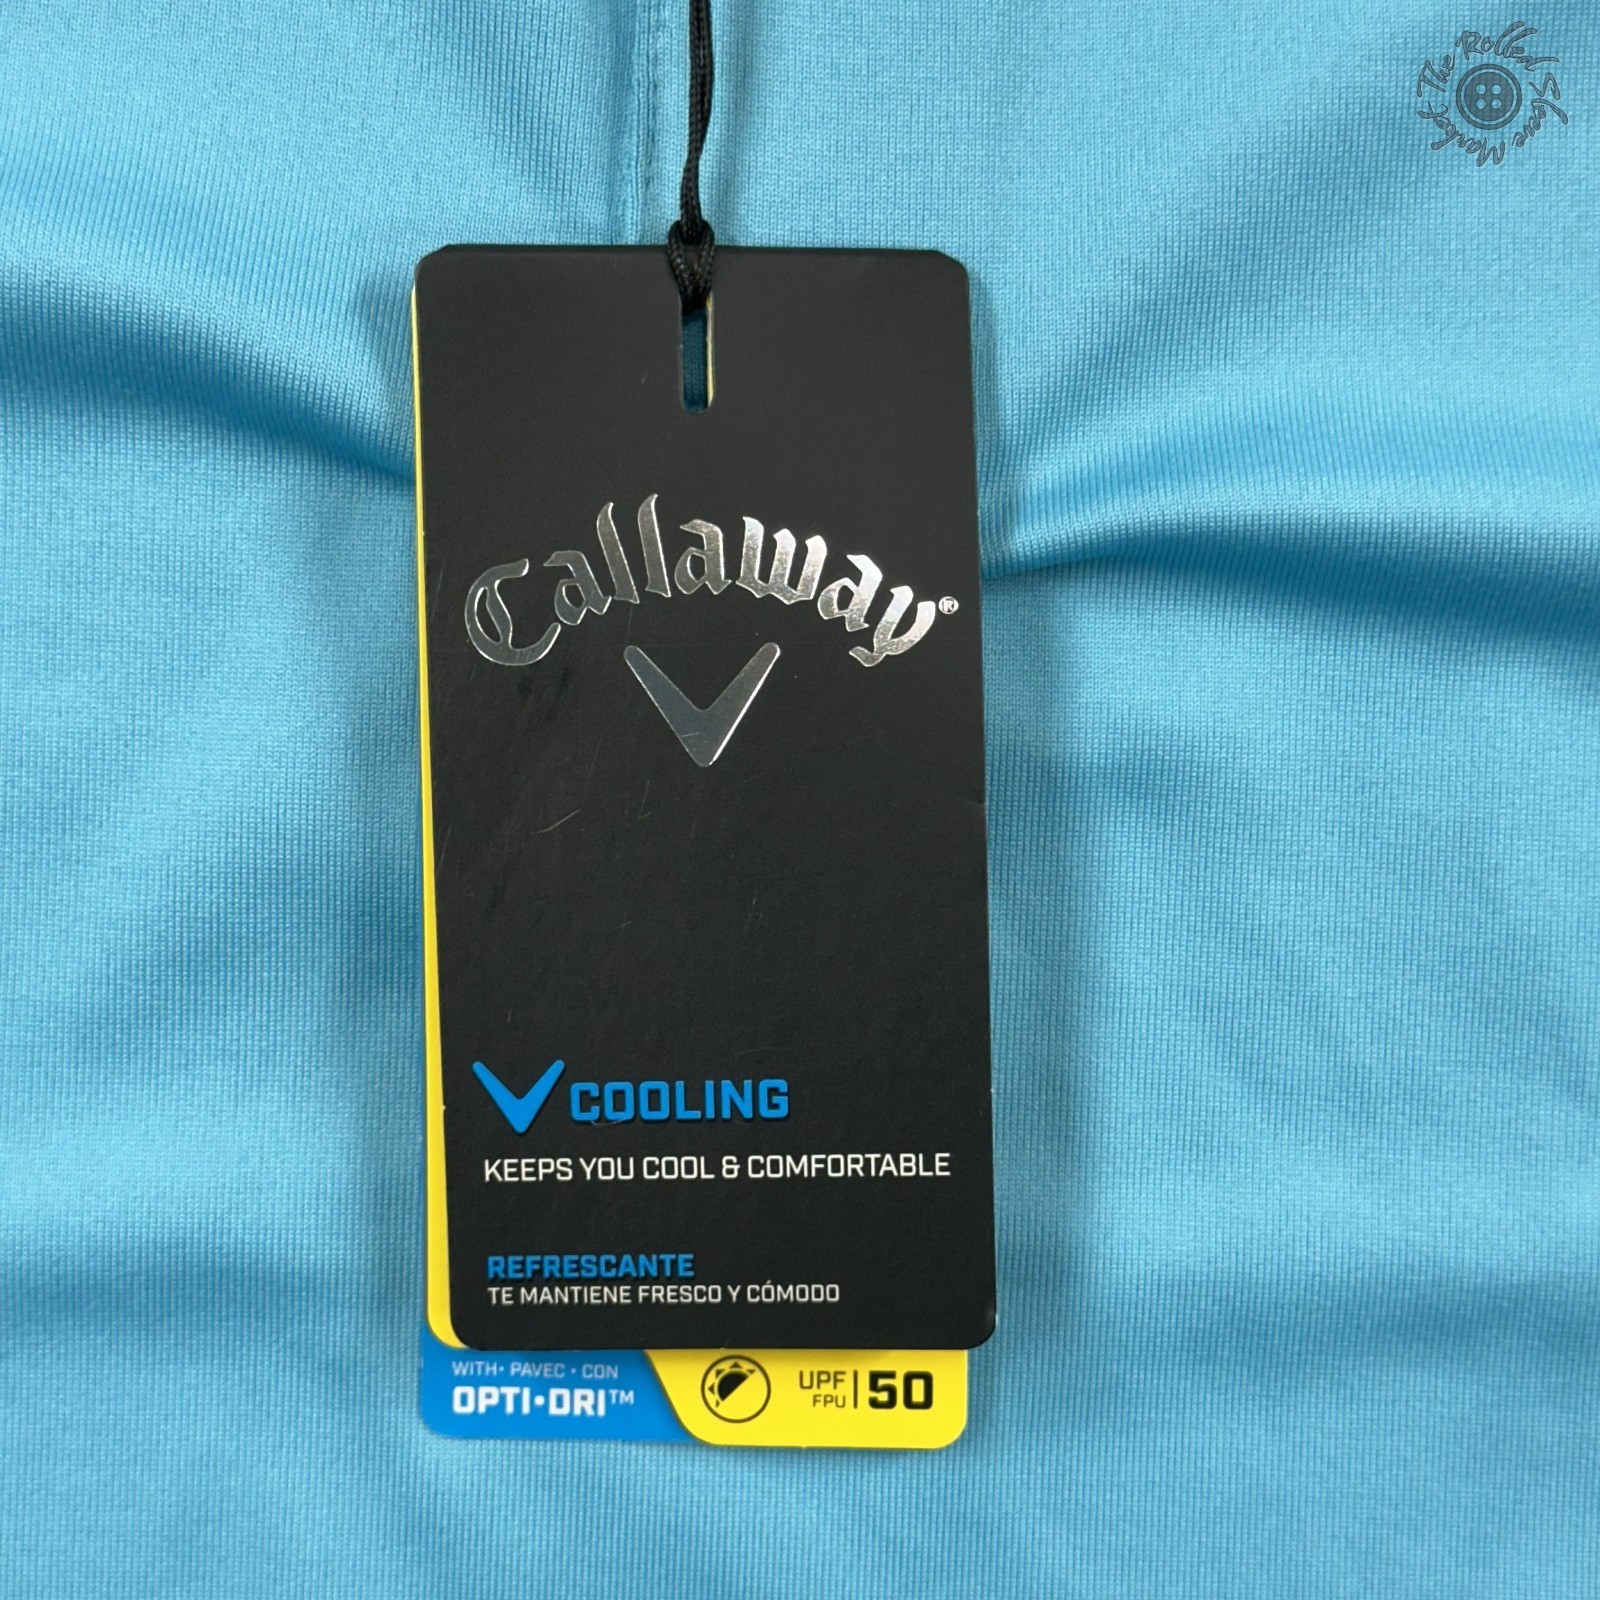 The Rolled Sleeve Market
Callaway®
COOLING
KEEPS YOU COOL & COMFORTABLE
REFRESCANTE
TE MANTIENE FRESCO Y CÓMODO
WITH• PAVEC • CON
OPTI•DRI™
UPF
FPU
50